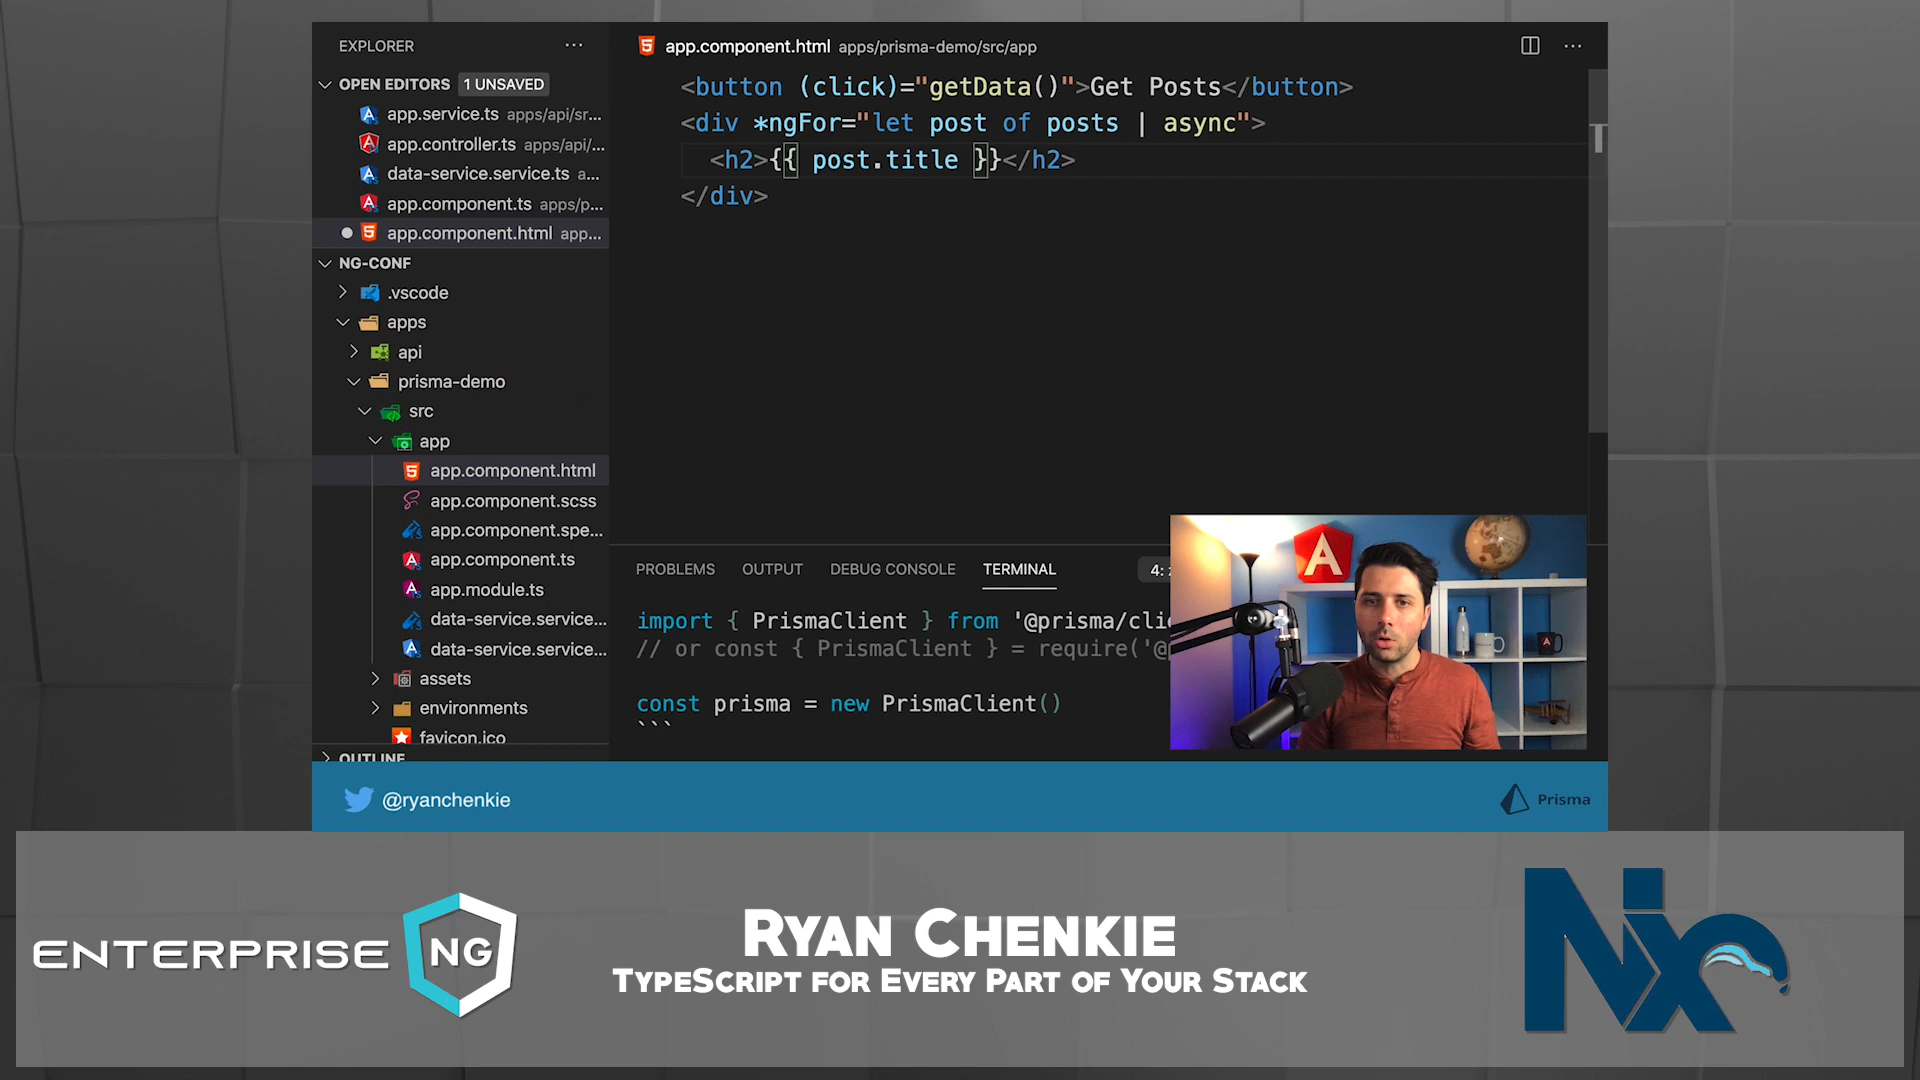 EXPLORER
OPEN EDITORS 1 UNSAVED
app.service.ts apps/api/sr...
app.controller.ts apps/api/...
data-service.service.ts a...
app.component.ts apps/p...
app.component.html app...
NG-CONF
.vscode
apps
api
prisma-demo
src
app
app.component.html
app.component.scss
app.component.spe...
app.component.ts
app.module.ts
data-service.service...
data-service.service...
assets
environments
favicon.ico
OUTLINE
app.component.html apps/prisma-demo/src/app
<button (click)="getData()">Get Posts</button>
<div *ngFor="let post of posts | async">
<h2>{{ post.title }}</h2>
</div>
PROBLEMS OUTPUT DEBUG CONSOLE TERMINAL 4:
import { PrismaClient } from '@prisma/clie
// or const { PrismaClient } = require('@p
const prisma = new PrismaClient()
```
@ryanchenkie
Prisma
ENTERPRISE NG
RYAN CHENKIE
TYPESCRIPT FOR EVERY PART OF YOUR STACK
Nx